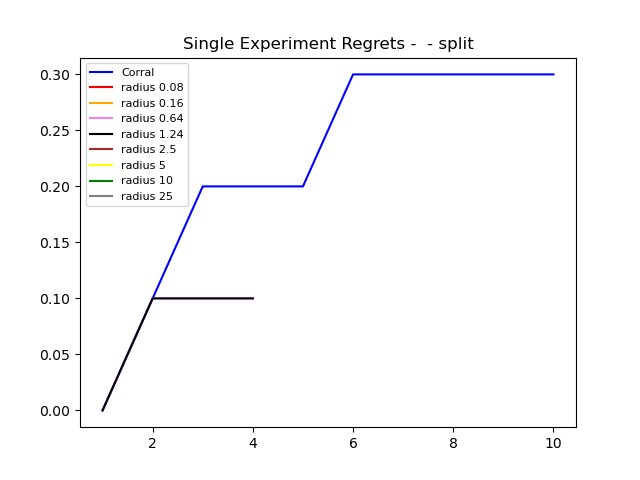 Single Experiment Regrets -  - split
0.30
0.25
0.20
0.15
0.10
0.05
0.00
Corral
radius 0.08
radius 0.16
radius 0.64
radius 1.24
radius 2.5
radius 5
radius 10
radius 25
2 4 6 8 10